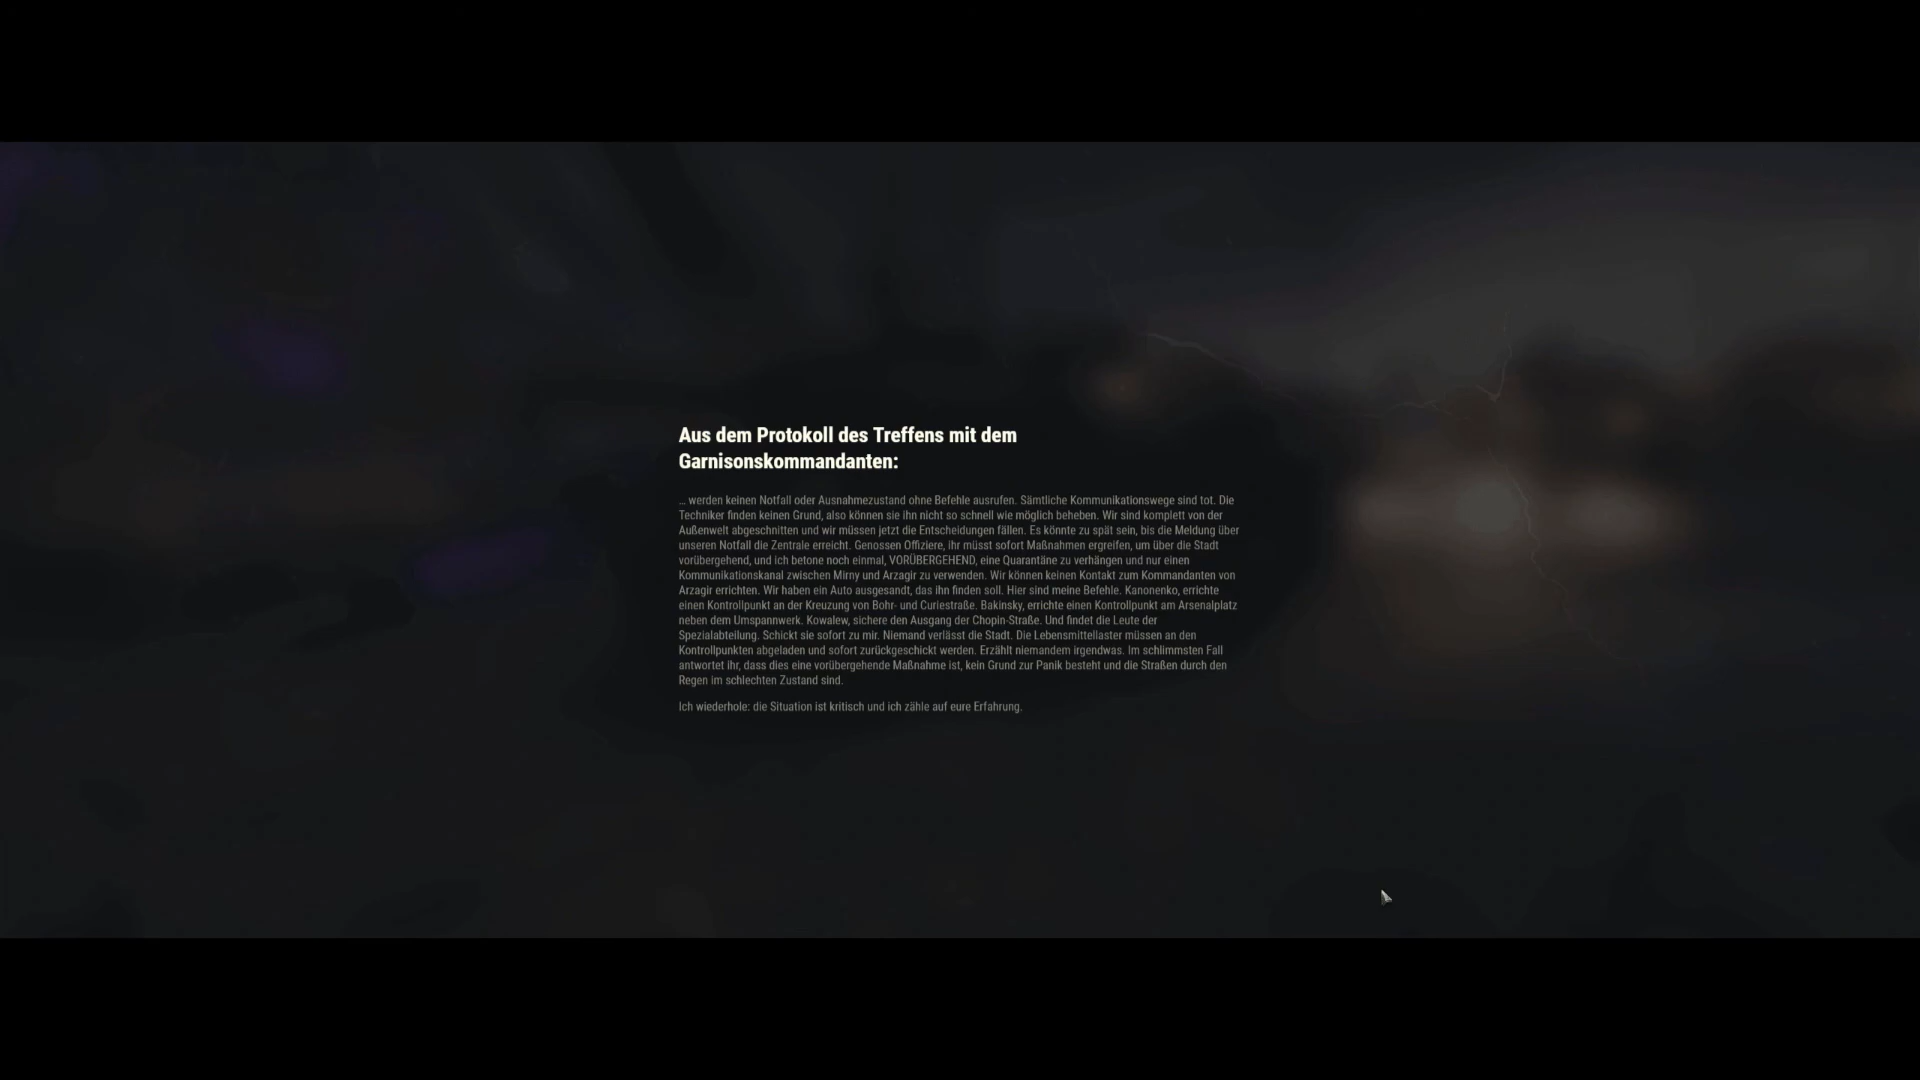 Aus dem Protokoll des Treffens mit dem
Garnisonskommandanten:
... werden keinen Notfall oder Ausnahmezustand ohne Befehle ausrufen. Sämtliche Kommunikationswege sind tot. Die
Techniker finden keinen Grund, also können sie ihn nicht so schnell wie möglich beheben. Wir sind komplett von der
Außenwelt abgeschnitten und wir müssen jetzt die Entscheidungen fällen. Es könnte zu spät sein, bis die Meldung über
unseren Notfall die Zentrale erreicht. Genossen Offiziere, ihr müsst sofort Maßnahmen ergreifen, um über die Stadt
vorübergehend, und ich betone noch einmal, VORÜBERGEHEND, eine Quarantäne zu verhängen und nur einen
Kommunikationskanal zwischen Mirny und Arzagir zu verwenden. Wir können keinen Kontakt zum Kommandanten von
Arzagir errichten. Wir haben ein Auto ausgesandt, das ihn finden soll. Hier sind meine Befehle. Kanonenko, errichte
einen Kontrollpunkt an der Kreuzung von Bohr- und Curiestraße. Bakinsky, errichte einen Kontrollpunkt am Arsenalplatz
neben dem Umspannwerk. Kowalew, sichere den Ausgang der Chopin-Straße. Und findet die Leute der
Spezialabteilung. Schickt sie sofort zu mir. Niemand verlässt die Stadt. Die Lebensmittellaster müssen an den
Kontrollpunkten abgeladen und sofort zurückgeschickt werden. Erzählt niemandem irgendwas. Im schlimmsten Fall
antwortet ihr, dass dies eine vorübergehende Maßnahme ist, kein Grund zur Panik besteht und die Straßen durch den
Regen im schlechten Zustand sind.
Ich wiederhole: die Situation ist kritisch und ich zähle auf eure Erfahrung.